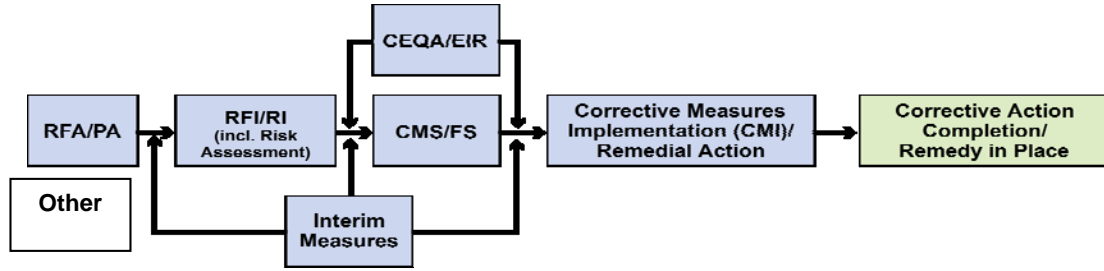 CEQA/EIR
RFA/PA
RFI/RI
(incl. Risk
Assessment)
CMS/FS
Corrective Measures
Implementation (CMI)/
Remedial Action
Corrective Action
Completion/
Remedy in Place
Other
Interim
Measures